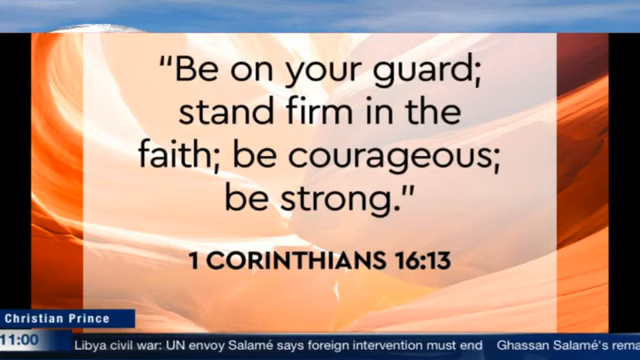 “Be on your guard;
stand firm in the
faith; be courageous;
be strong.”
1 CORINTHIANS 16:13
Christian Prince
11:00
Libya civil war: UN envoy Salamé says foreign intervention must end Ghassan Salamé's rema